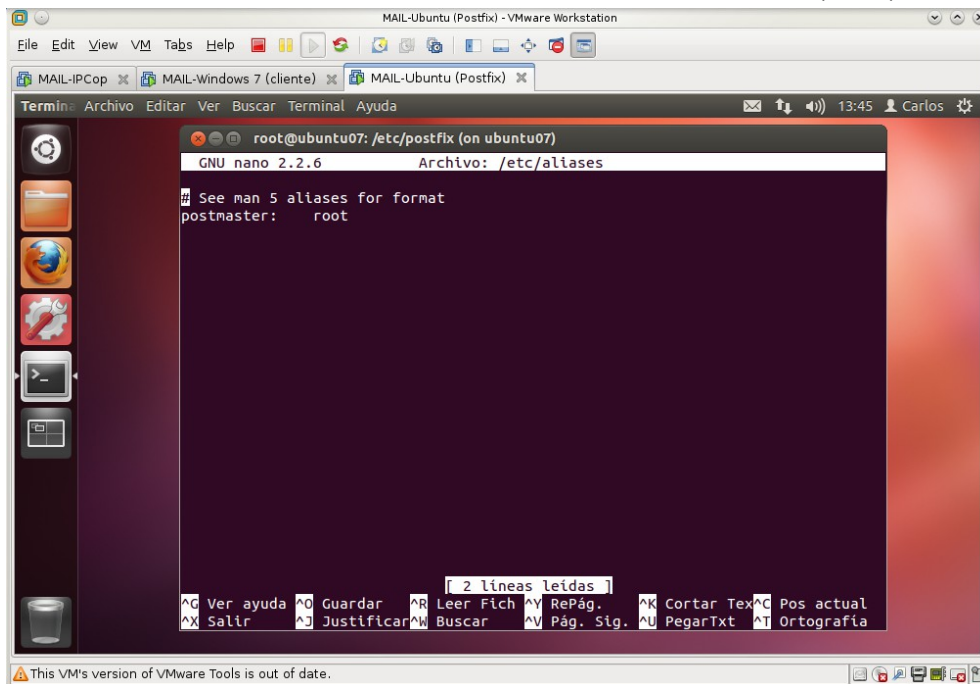 MAIL-Ubuntu (Postfix) - VMware Workstation
File Edit View VM Tabs Help
MAIL-IPCop MAIL-Windows 7 (cliente) MAIL-Ubuntu (Postfix)
Termina Archivo Editar Ver Buscar Terminal Ayuda 13:45 Carlos
root@ubuntu07: /etc/postfix (on ubuntu07)
GNU nano 2.2.6 Archivo: /etc/aliases
# See man 5 aliases for format
postmaster: root
[ 2 líneas leídas ]
^G Ver ayuda ^O Guardar ^R Leer Fich ^Y RePág. ^K Cortar Tex ^C Pos actual
^X Salir ^J Justificar ^W Buscar ^V Pág. Sig. ^U PegarTxt ^T Ortografía
This VM's version of VMware Tools is out of date.